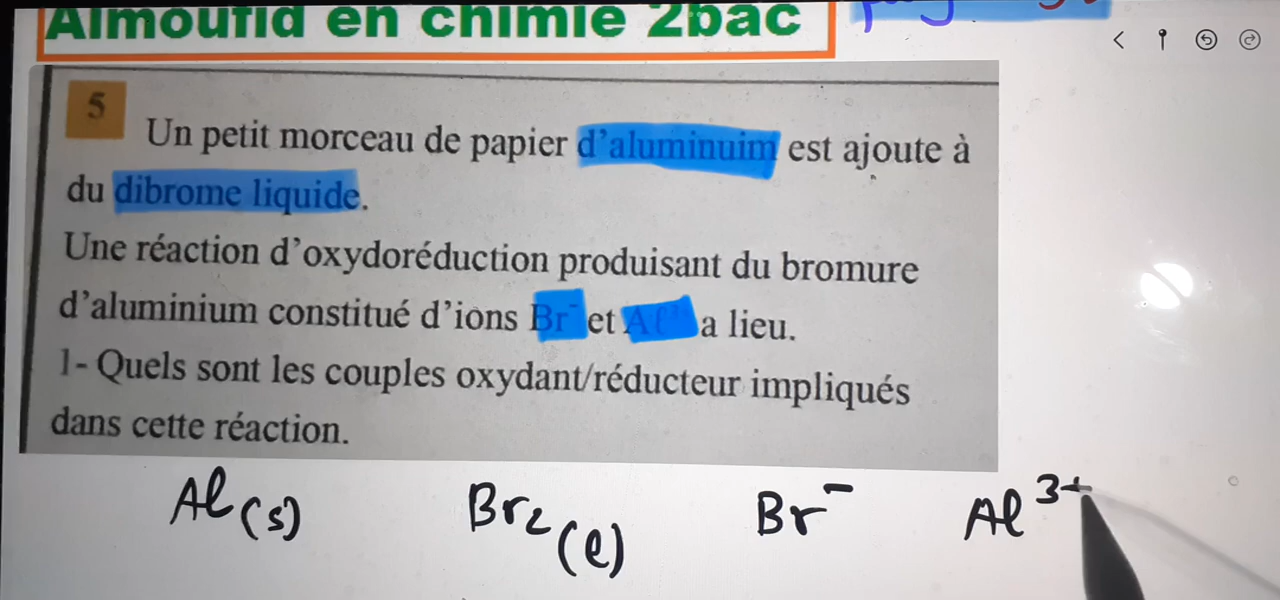 Almoufid en chimie 2bac
5
Un petit morceau de papier d'aluminuim est ajoute à
du dibrome liquide.
Une réaction d'oxydoréduction produisant du bromure
d'aluminium constitué d'ions Br⁻ et Al³⁺ a lieu.
1- Quels sont les couples oxydant/réducteur impliqués
dans cette réaction.
Al(s) Br₂(l) Br⁻ Al³⁺